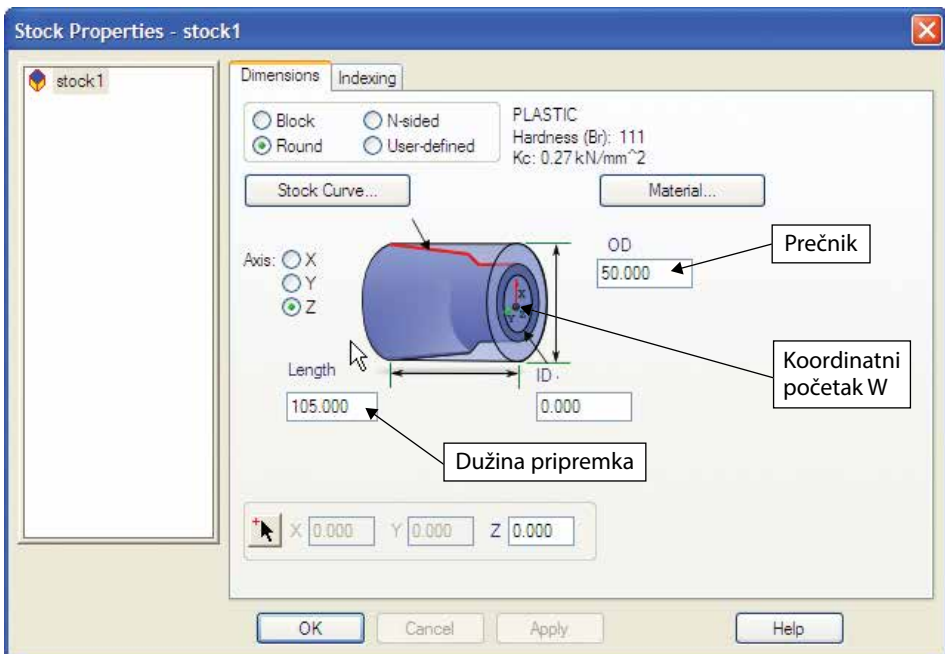 Stock Properties - stock1
stock1
Dimensions
Indexing
Block
N-sided
Round
User-defined
PLASTIC
Hardness (Br): 111
Kc: 0.27 kN/mm^2
Stock Curve...
Material...
Axis:
X
Y
Z
OD
50.000
Prečnik
X
Y
Z
Koordinatni
početak W
Length
105.000
ID
0.000
Dužina pripremka
X 0.000
Y 0.000
Z 0.000
OK
Cancel
Apply
Help